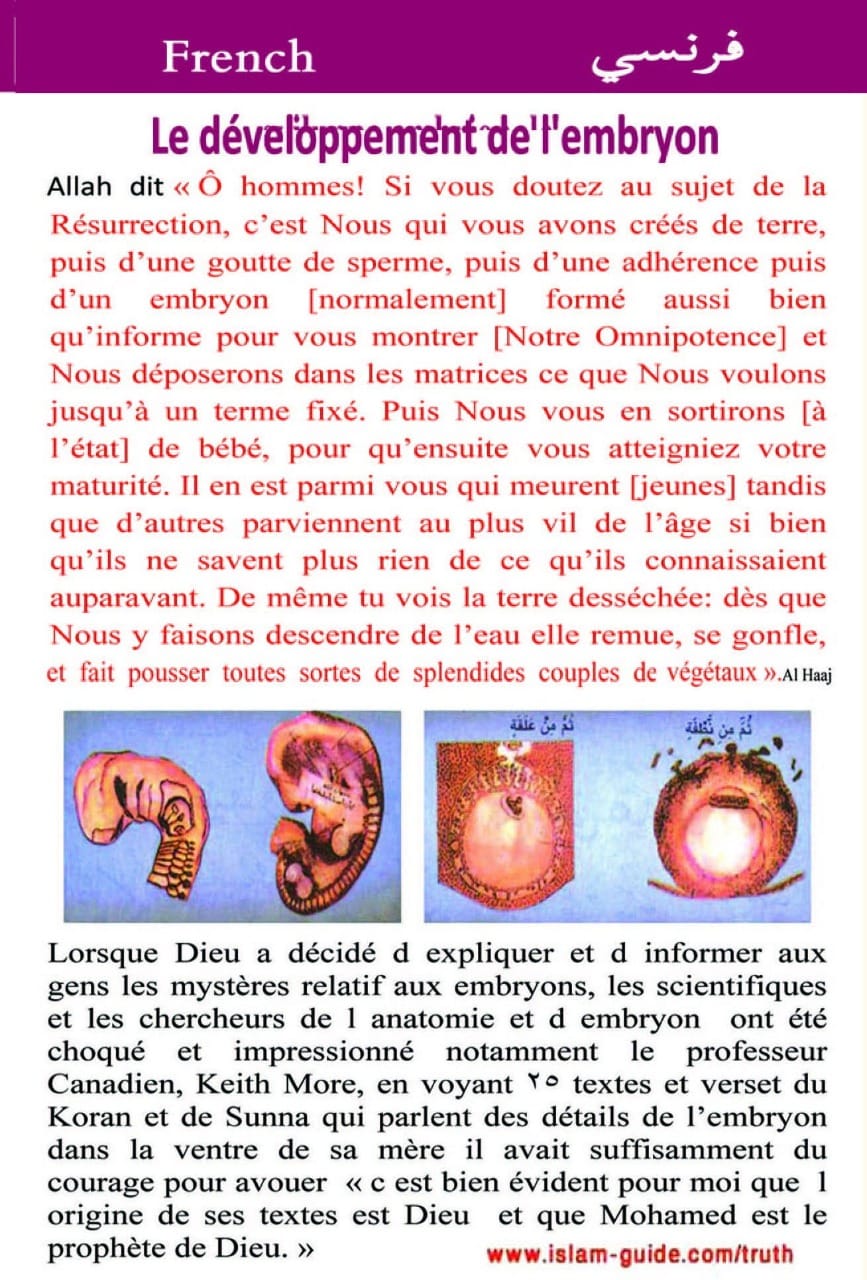 French
فرنسي
Le développement de l'embryon
Allah dit « Ô hommes! Si vous doutez au sujet de la
Résurrection, c’est Nous qui vous avons créés de terre,
puis d’une goutte de sperme, puis d’une adhérence puis
d’un embryon [normalement] formé aussi bien
qu’informe pour vous montrer [Notre Omnipotence] et
Nous déposerons dans les matrices ce que Nous voulons
jusqu’à un terme fixé. Puis Nous vous en sortirons [à
l’état] de bébé, pour qu’ensuite vous atteigniez votre
maturité. Il en est parmi vous qui meurent [jeunes] tandis
que d’autres parviennent au plus vil de l’âge si bien
qu’ils ne savent plus rien de ce qu’ils connaissaient
auparavant. De même tu vois la terre desséchée: dès que
Nous y faisons descendre de l’eau elle remue, se gonfle,
et fait pousser toutes sortes de splendides couples de végétaux ».Al Haaj
ثُمَّ مِنْ عَلَقَةٍ
ثُمَّ مِن نُّطْفَةٍ
Lorsque Dieu a décidé d expliquer et d informer aux
gens les mystères relatif aux embryons, les scientifiques
et les chercheurs de l anatomie et d embryon ont été
choqué et impressionné notamment le professeur
Canadien, Keith More, en voyant ٢٥ textes et verset du
Koran et de Sunna qui parlent des détails de l’embryon
dans la ventre de sa mère il avait suffisamment du
courage pour avouer « c est bien évident pour moi que l
origine de ses textes est Dieu et que Mohamed est le
prophète de Dieu. »
www.islam-guide.com/truth